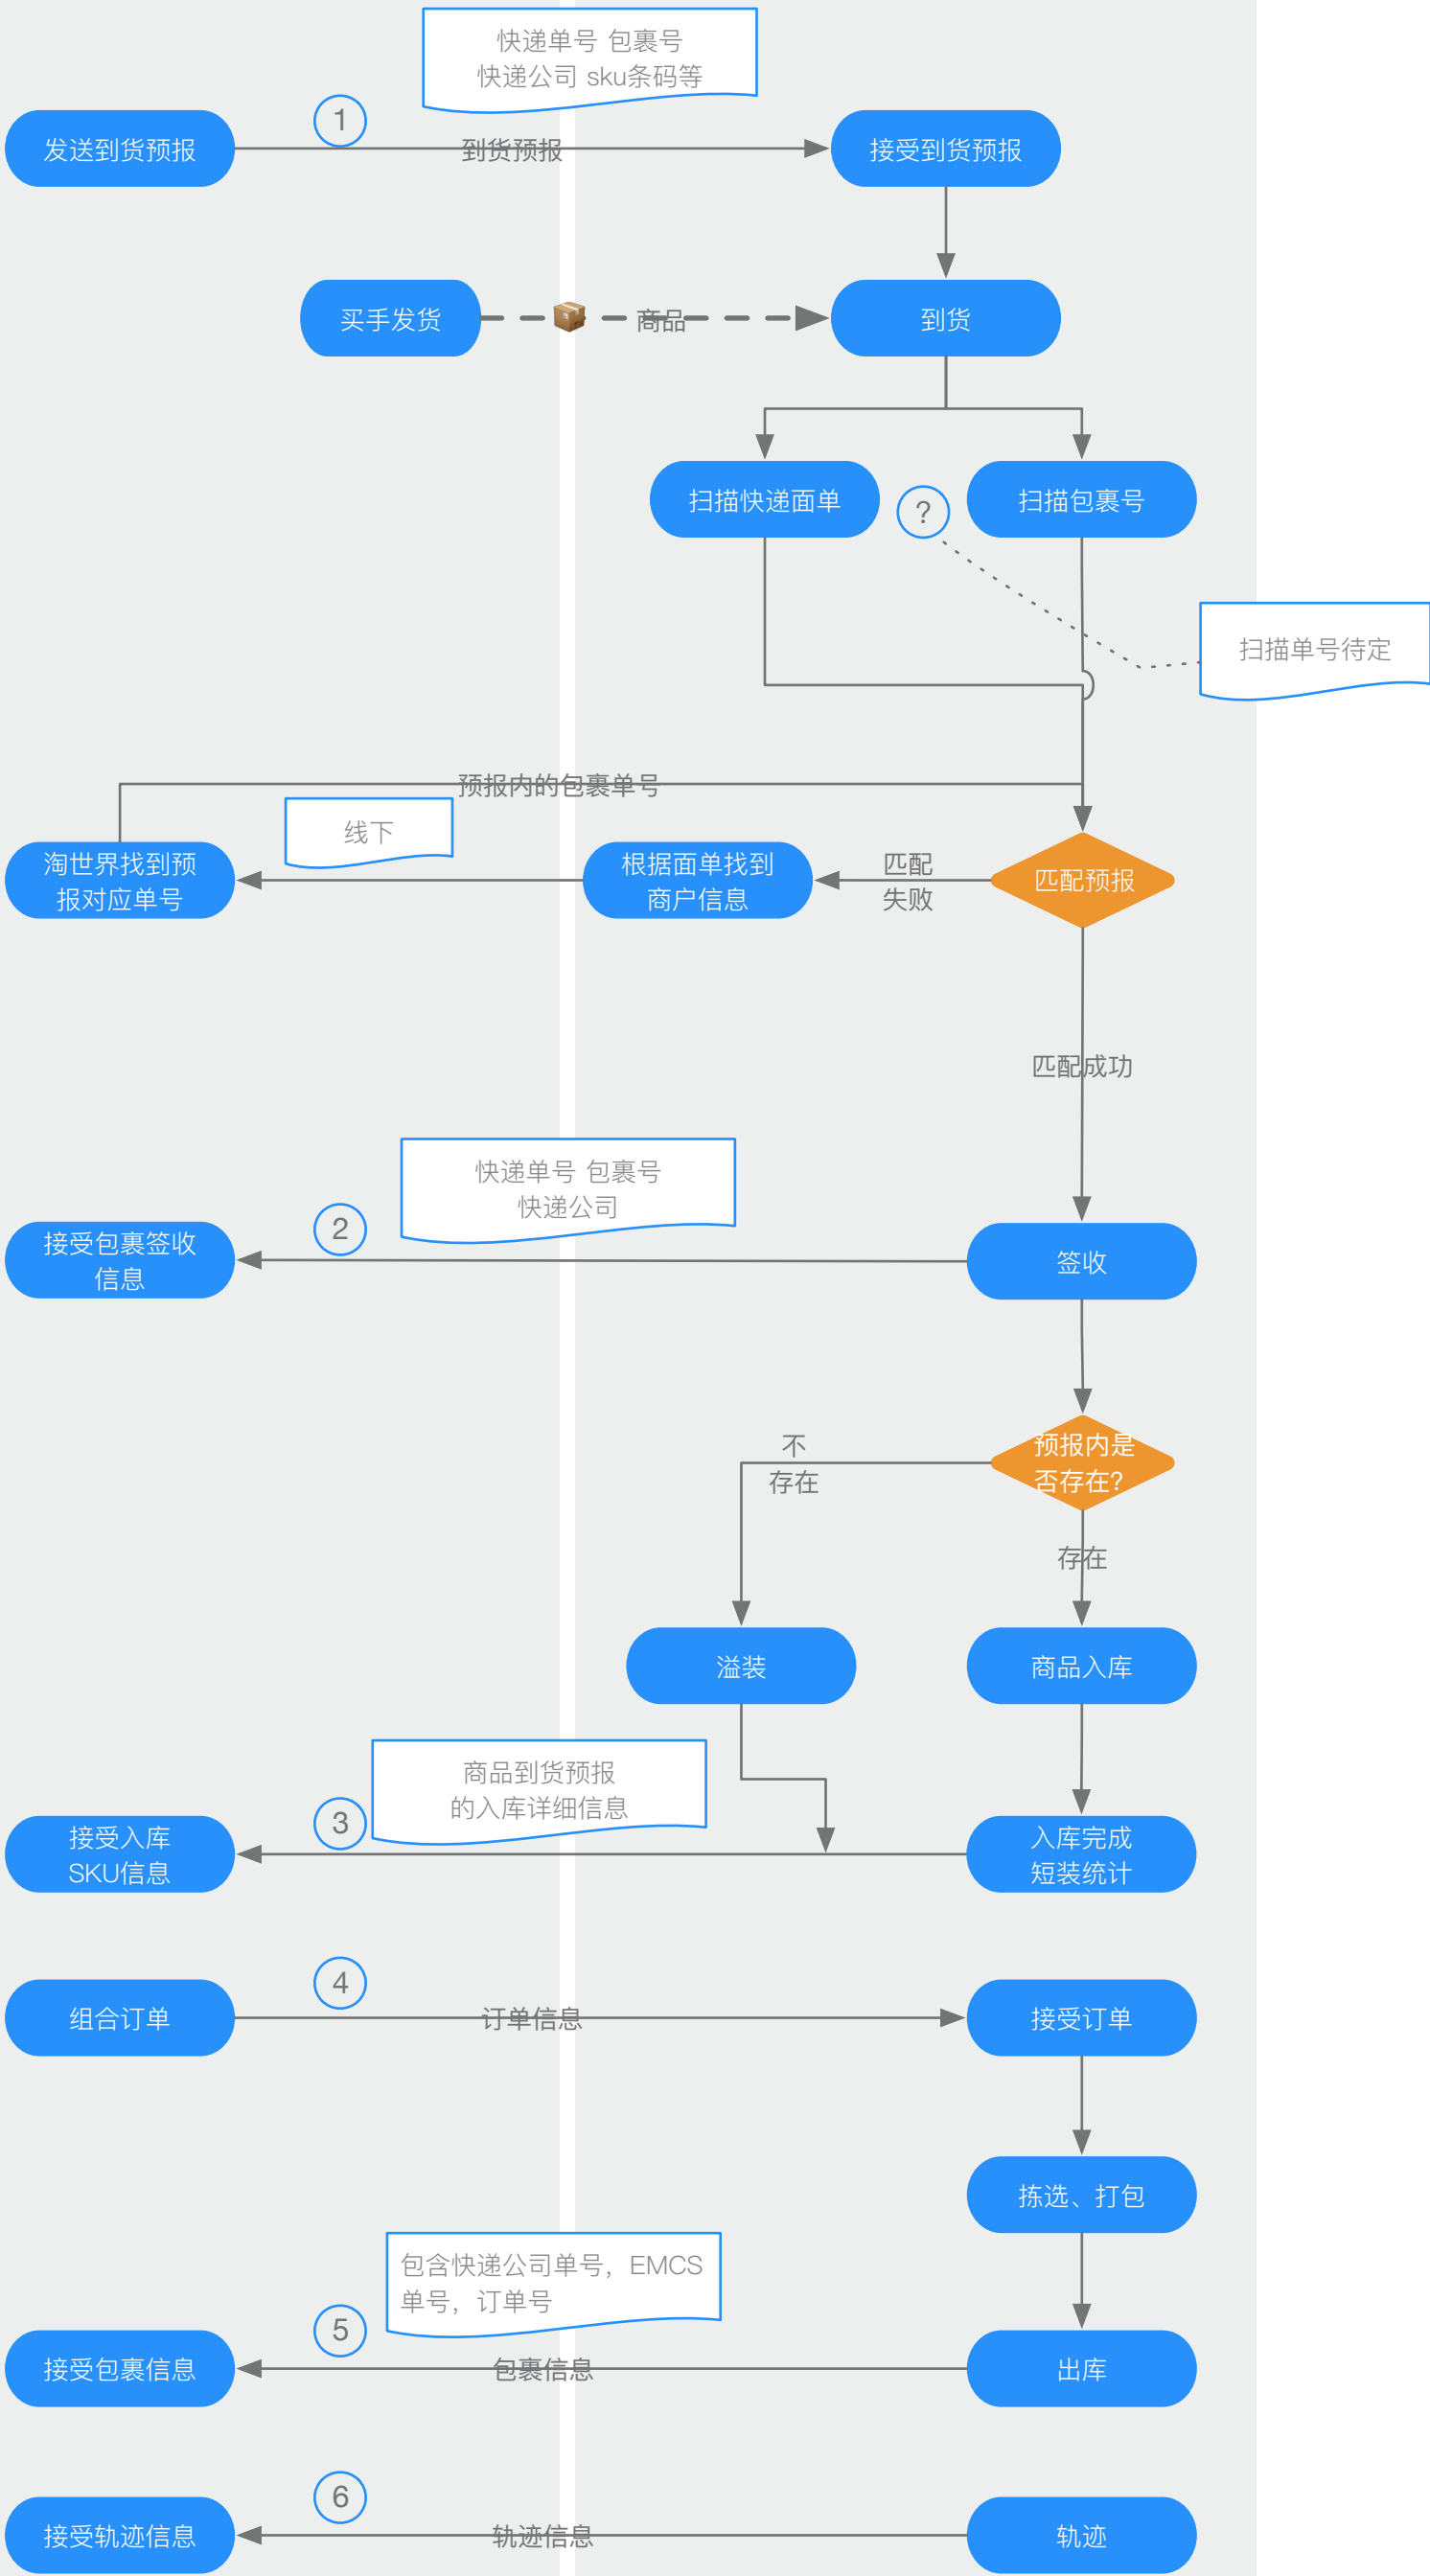 快递单号 包裹号
快递公司 sku条码等
1
发送到货预报
到货预报
接受到货预报
买手发货
商品
到货
扫描快递面单
?
扫描包裹号
扫描单号待定
预报内的包裹单号
线下
淘世界找到预
报对应单号
根据面单找到
商户信息
匹配
失败
匹配预报
匹配成功
快递单号 包裹号
快递公司
2
接受包裹签收
信息
签收
不
存在
预报内是
否存在?
存在
溢装
商品入库
商品到货预报
的入库详细信息
3
接受入库
SKU信息
入库完成
短装统计
4
组合订单
订单信息
接受订单
拣选、打包
包含快递公司单号，EMCS
单号，订单号
5
接受包裹信息
包裹信息
出库
6
接受轨迹信息
轨迹信息
轨迹